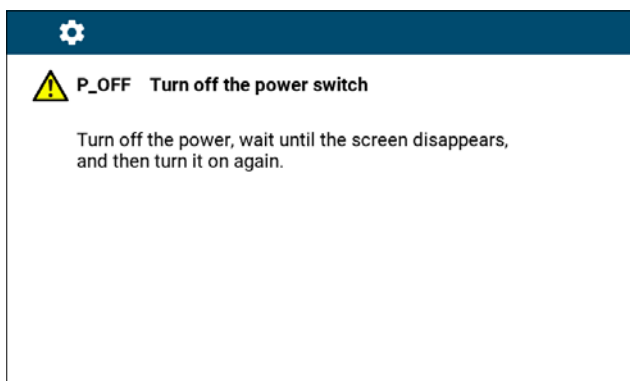 P_OFF Turn off the power switch
Turn off the power, wait until the screen disappears,
and then turn it on again.